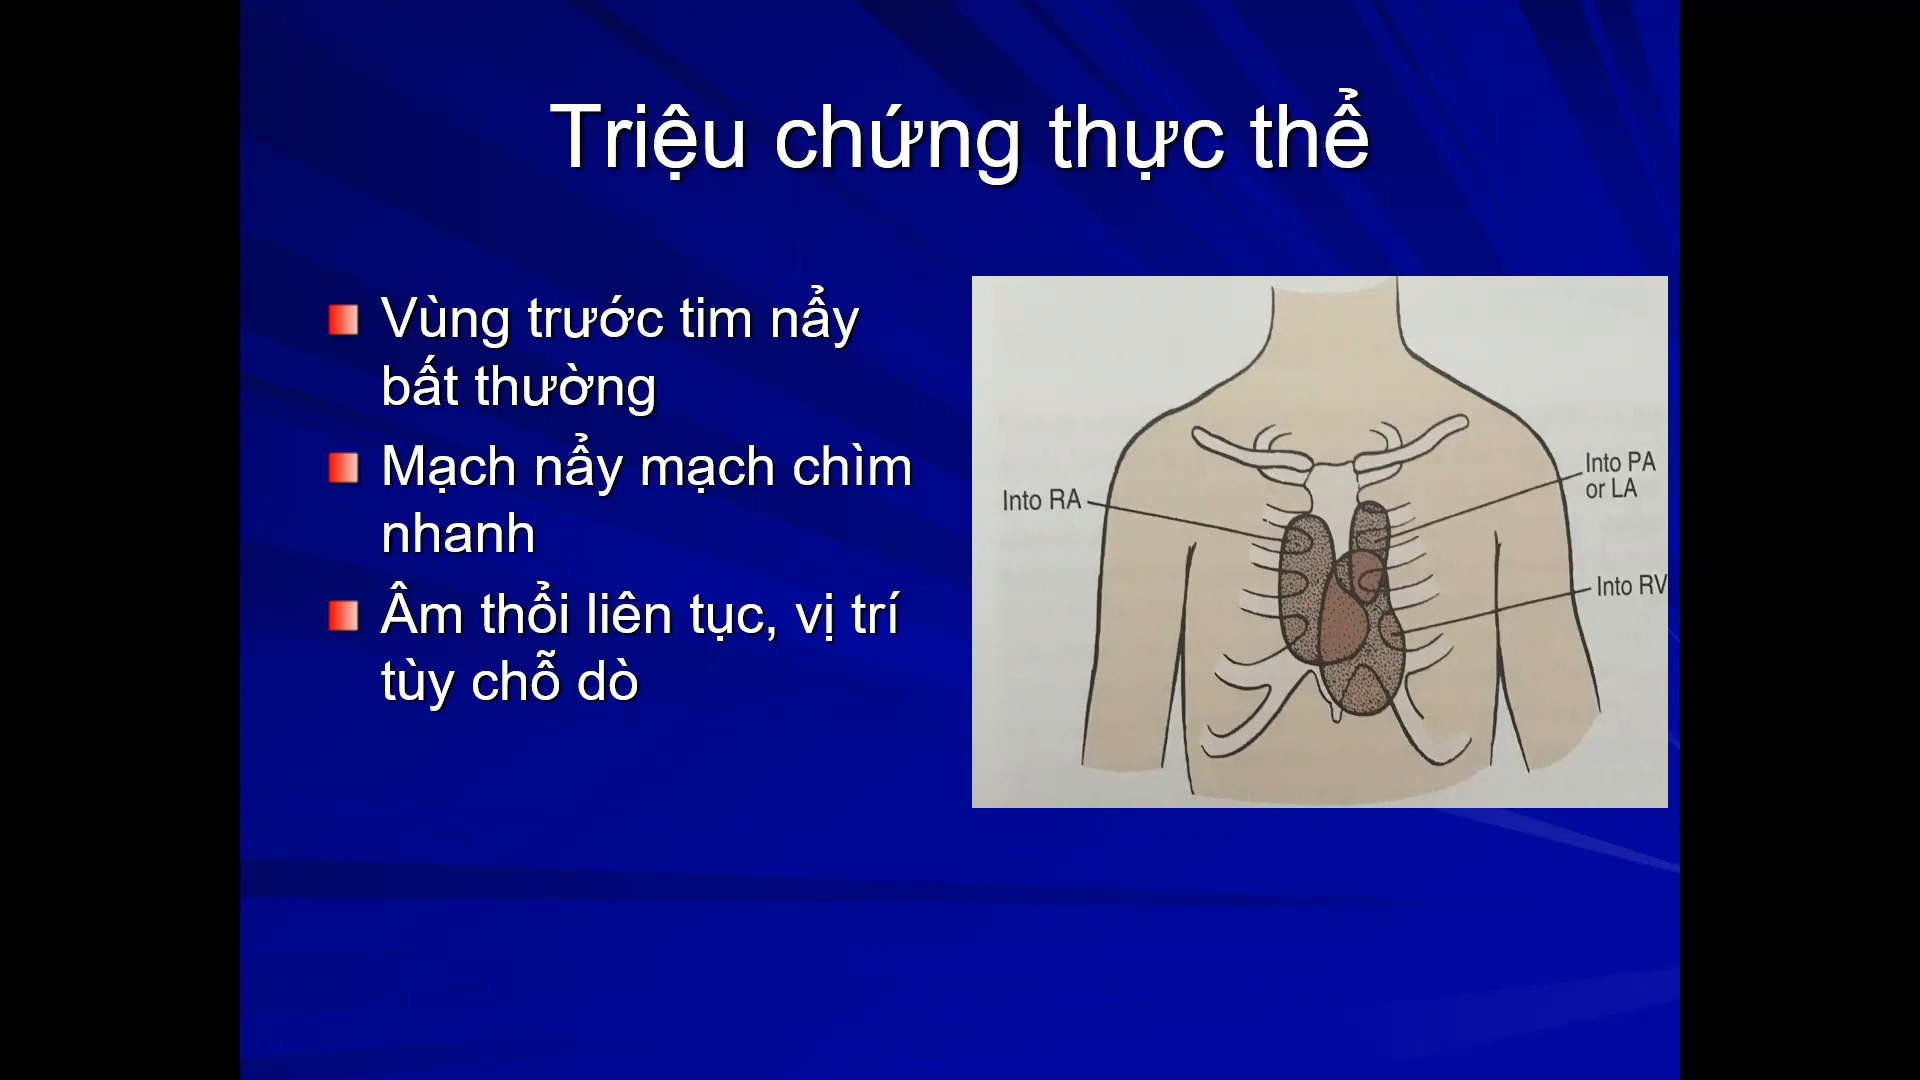 Triệu chứng thực thể
Vùng trước tim nẩy
bất thường
Mạch nẩy mạch chìm
nhanh
Âm thổi liên tục, vị trí
tùy chỗ dò
Into RA
Into PA
or LA
Into RV